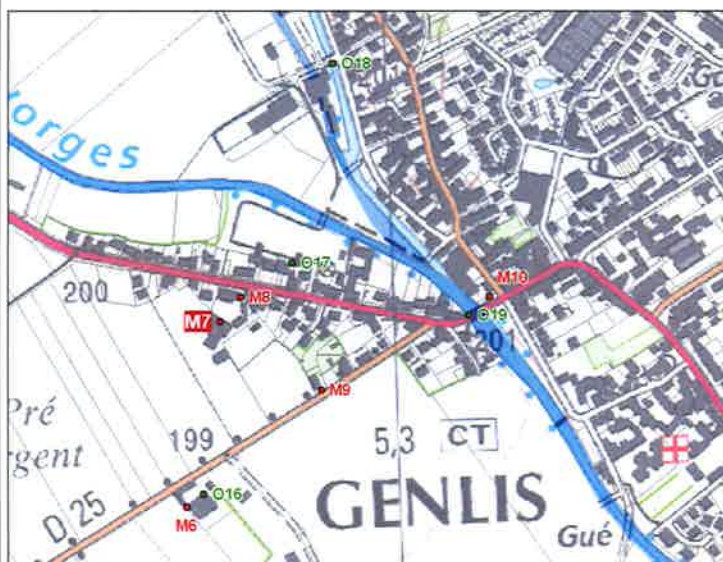 O18
orges
O17
200
M8
M10
M7
O19
201
M9
Pré
gent
199
5,3
CT
O16
GENLIS
D 25
M6
Gué